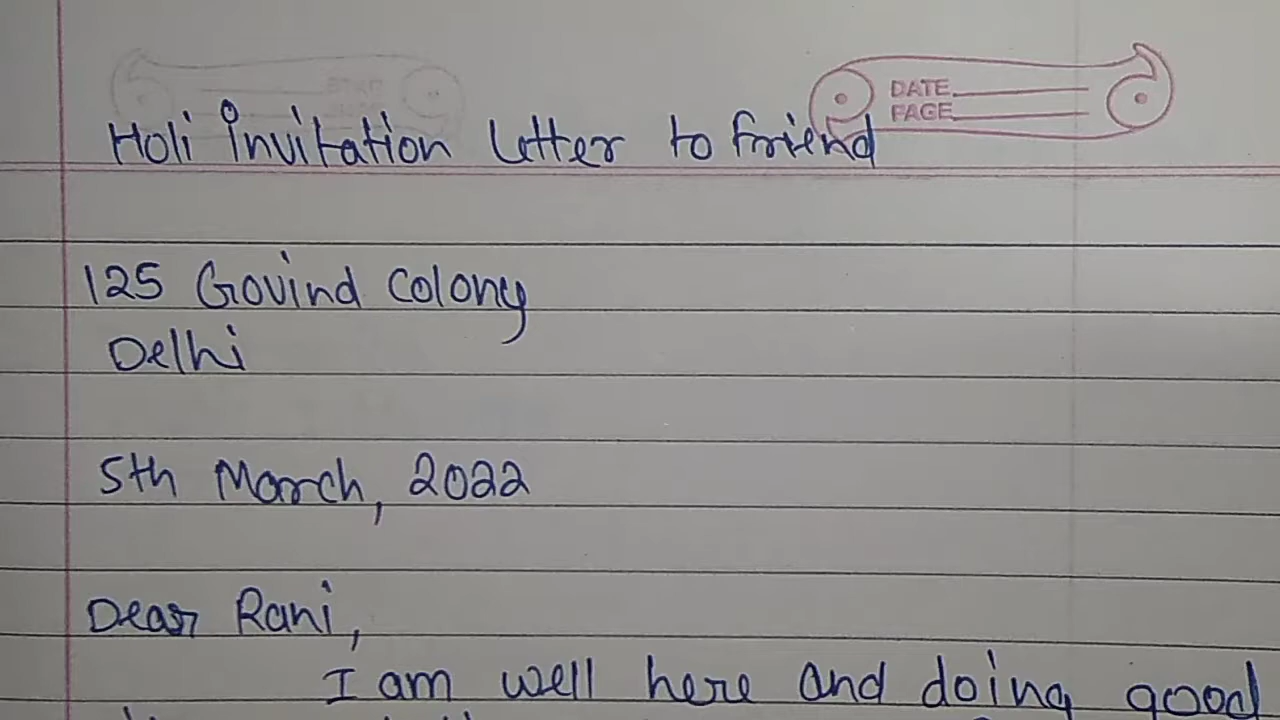 DATE
PAGE
Holi Invitation letter to friend
125 Govind Colony
Delhi
5th March, 2022
Dear Rani,
I am well here and doing good